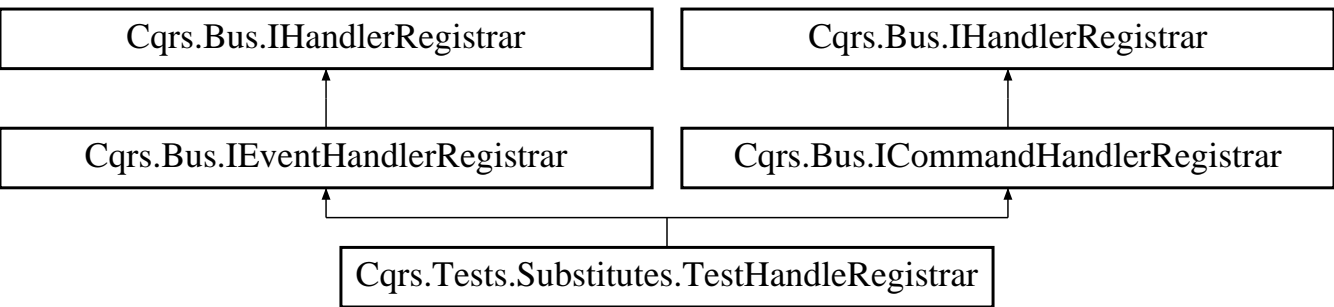 Cqrs.Bus.IHandlerRegistrar
Cqrs.Bus.IHandlerRegistrar
Cqrs.Bus.IEventHandlerRegistrar
Cqrs.Bus.ICommandHandlerRegistrar
Cqrs.Tests.Substitutes.TestHandleRegistrar